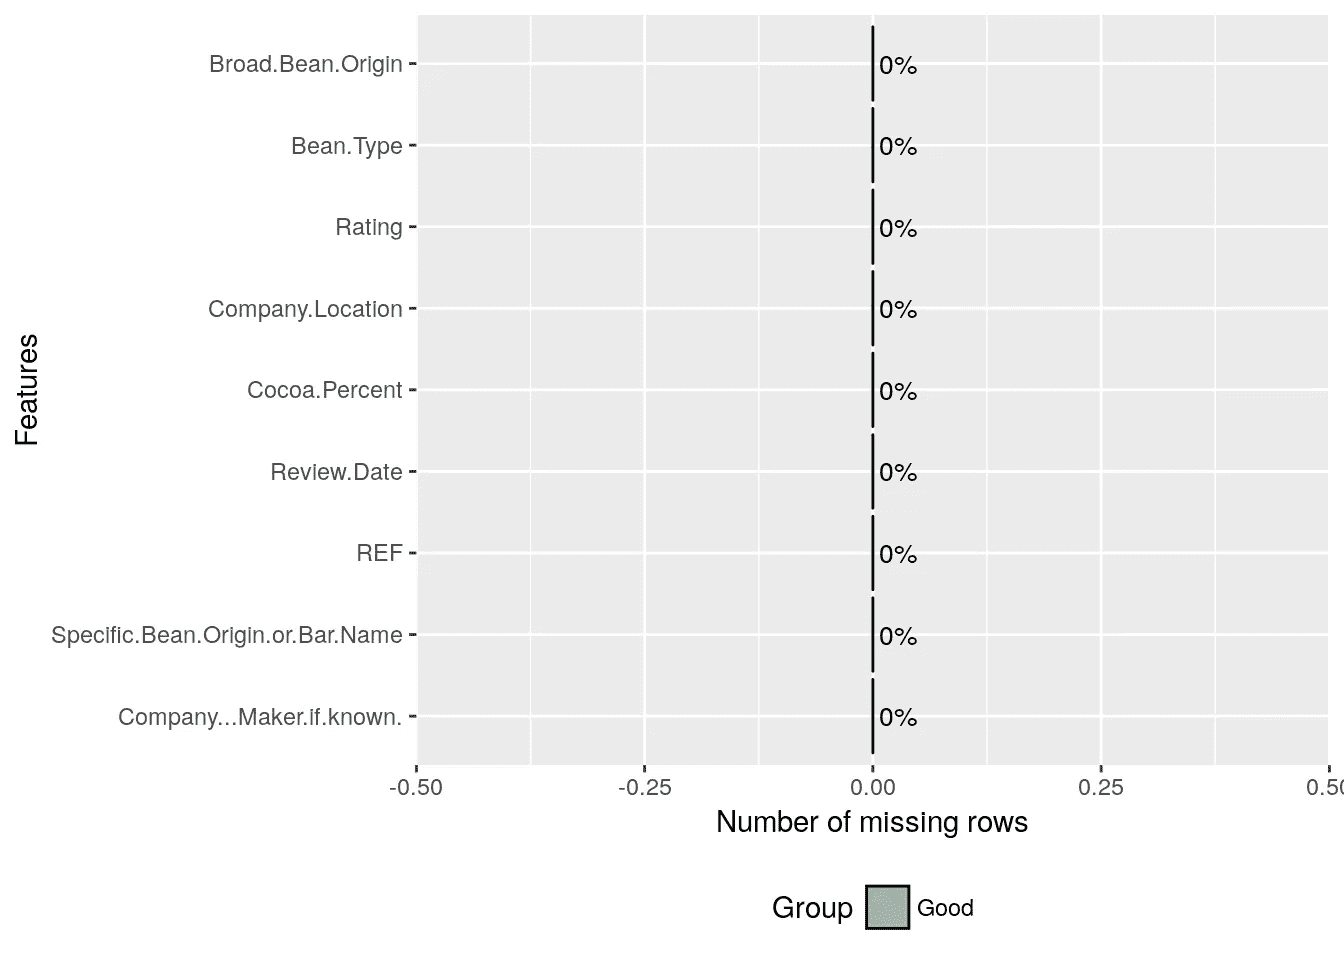 Broad.Bean.Origin 0%
Bean.Type 0%
Rating 0%
Company.Location 0%
Features
Cocoa.Percent 0%
Review.Date 0%
REF 0%
Specific.Bean.Origin.or.Bar.Name 0%
Company...Maker.if.known. 0%
-0.50 -0.25 0.00 0.25 0.50
Number of missing rows
Group Good